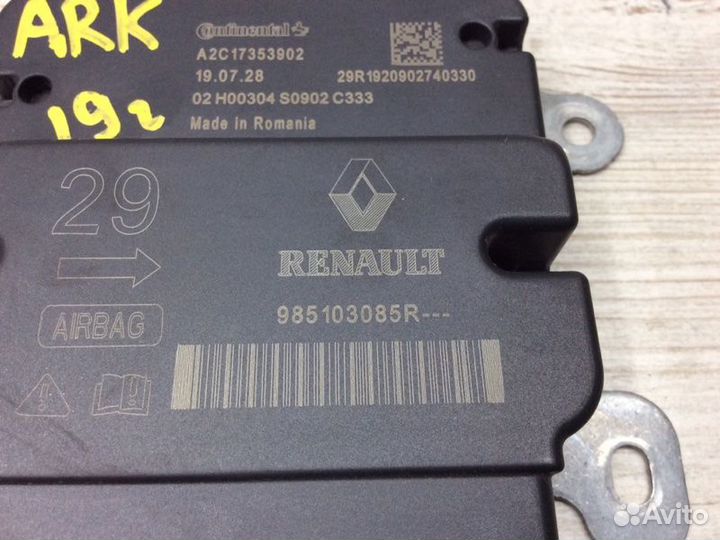 ARK
19г
Continental
A2C17353902
19.07.28
29R1920902740330
02 H00304 S0902 C333
Made in Romania
29
RENAULT
985103085R---
AIRBAG
Avito